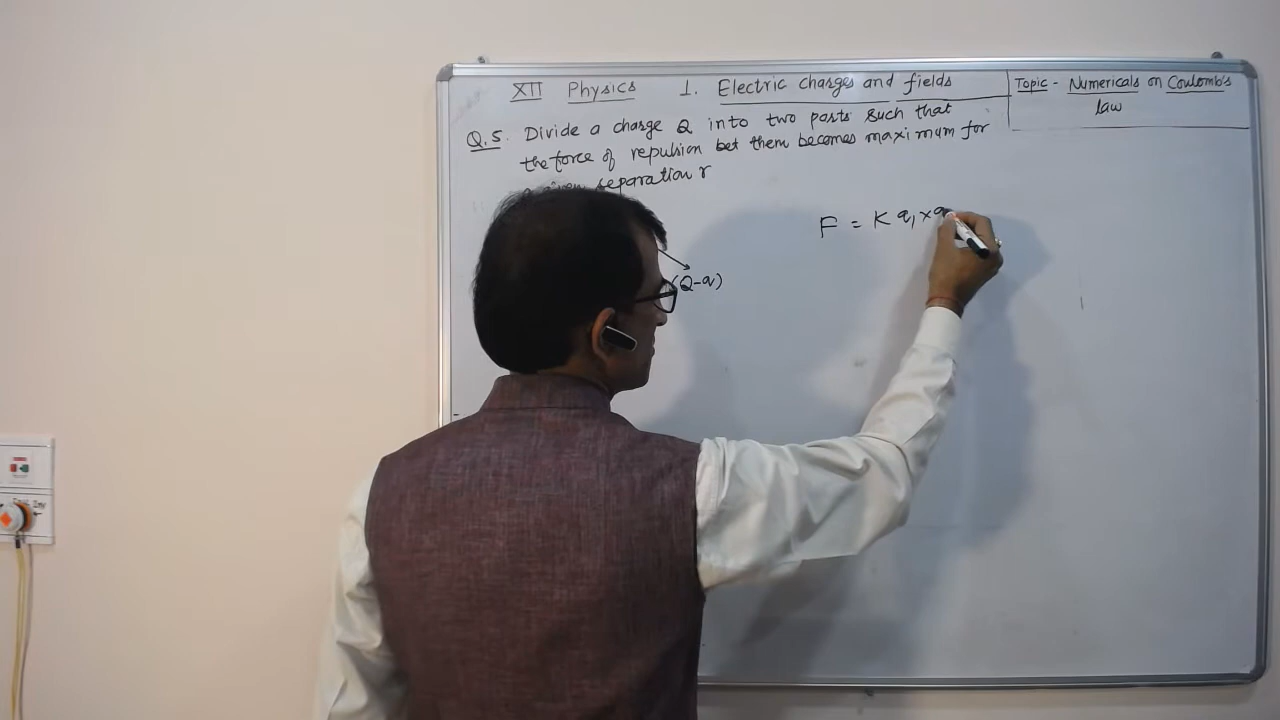 XII Physics 1. Electric charges and fields
Topic - Numericals on Coulomb's
law
Q.5. Divide a charge Q into two parts such that
the force of repulsion bet them becomes maximum for
separation r
F = K q₁ × q
(Q-q)